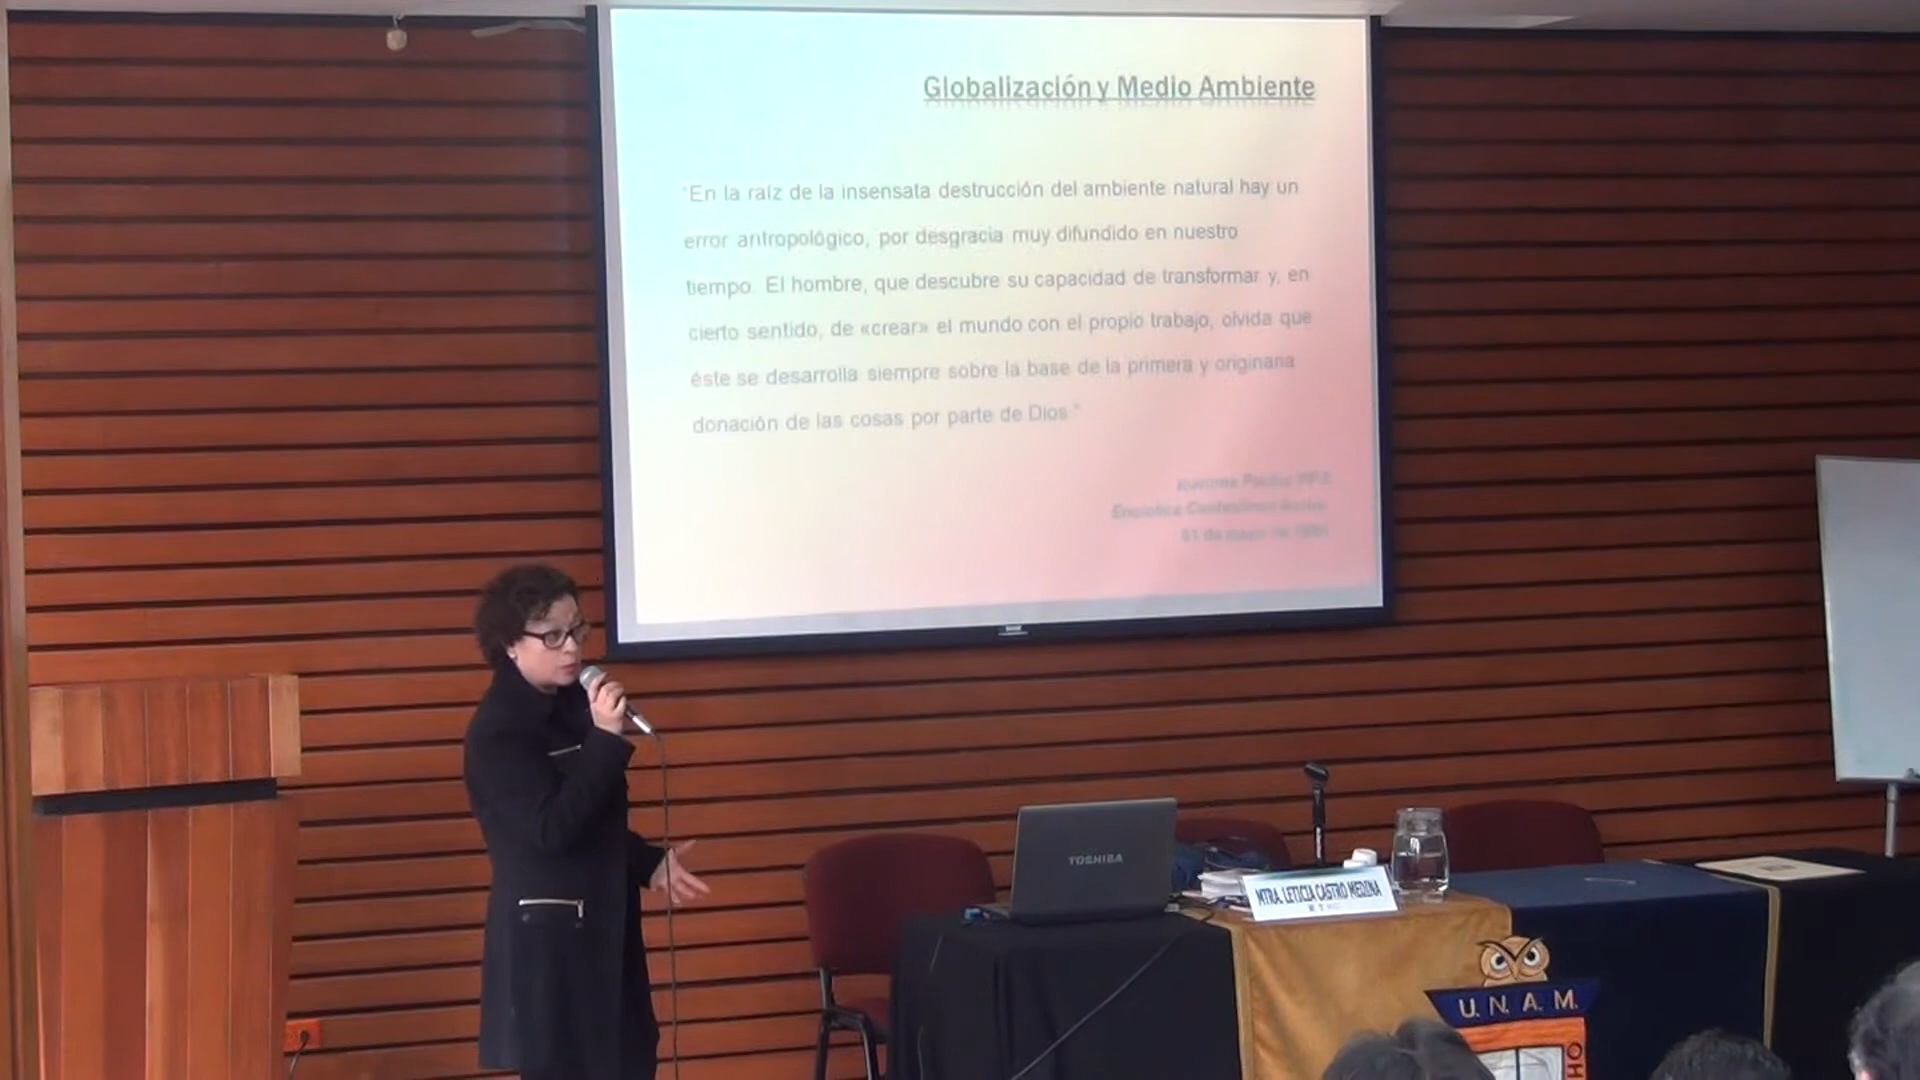 Globalización y Medio Ambiente
“En la raíz de la insensata destrucción del ambiente natural hay un
error antropológico, por desgracia muy difundido en nuestro
tiempo. El hombre, que descubre su capacidad de transformar y, en
cierto sentido, de «crear» el mundo con el propio trabajo, olvida que
éste se desarrolla siempre sobre la base de la primera y originaria
donación de las cosas por parte de Dios.”
TOSHIBA
MTRA. LETICIA CASTRO MEDINA
U. N. A. M.